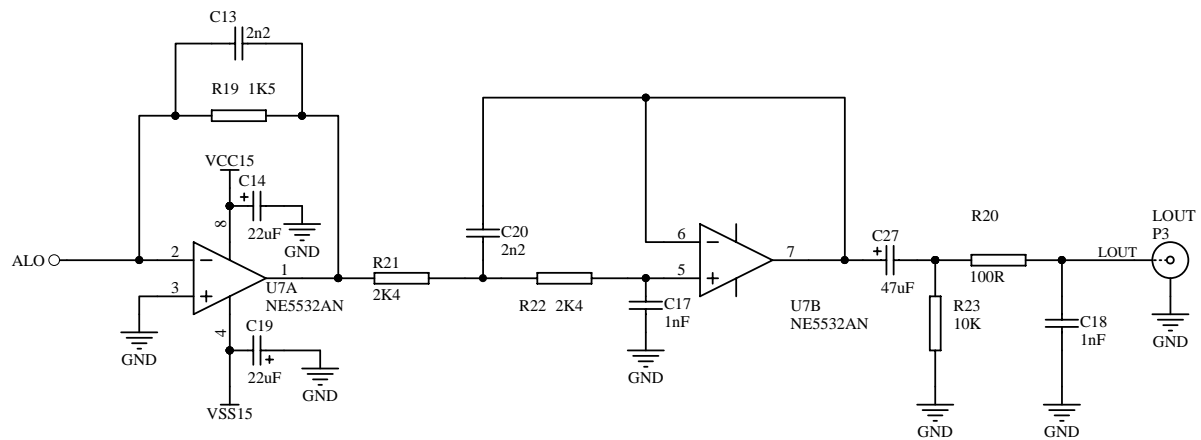 C13
2n2
R19 1K5
VCC15
C14
22uF
GND
8
ALO
2
3
1
U7A
NE5532AN
GND
4
C19
22uF
GND
VSS15
R21
2K4
C20
2n2
R22 2K4
C17
1nF
GND
6
5
7
U7B
NE5532AN
C27
47uF
R23
10K
GND
R20
100R
C18
1nF
GND
LOUT
LOUT
P3
GND